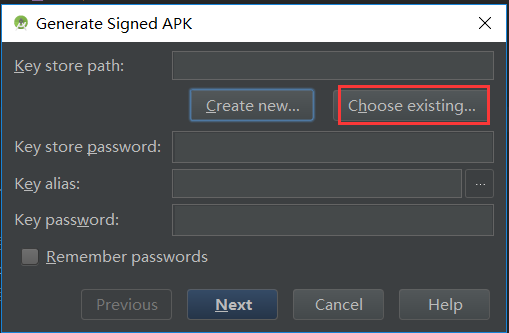 Generate Signed APK
Key store path:
Create new... Choose existing...
Key store password:
Key alias: ...
Key password:
Remember passwords
Previous Next Cancel Help